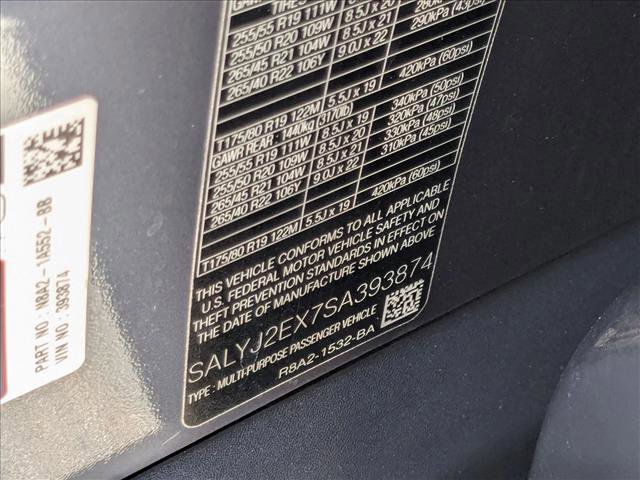 255/55 R19 111W 8.5J x 19
255/50 R20 109W 8.5J x 20
265/45 R21 104W 8.5J x 21 290kPa (43psi)
265/40 R22 106Y 9.0J x 22
T175/80 R19 122M 5.5J x 19 420kPa (60psi)
GAWR REAR: 1440kg (3170lb)
255/55 R19 111W 8.5J x 19 340kPa (50psi)
255/50 R20 109W 8.5J x 20 320kPa (47psi)
265/45 R21 104W 8.5J x 21 330kPa (48psi)
265/40 R22 106Y 9.0J x 22 310kPa (45psi)
T175/80 R19 122M 5.5J x 19 420kPa (60psi)
THIS VEHICLE CONFORMS TO ALL APPLICABLE
U.S. FEDERAL MOTOR VEHICLE SAFETY AND
THEFT PREVENTION STANDARDS IN EFFECT ON
THE DATE OF MANUFACTURE SHOWN ABOVE
SALYJ2EX7SA393874
TYPE : MULTI-PURPOSE PASSENGER VEHICLE
R8A2-1532-BA
PART NO : N8A2 - 1A552 - BB
VIN NO : 393874